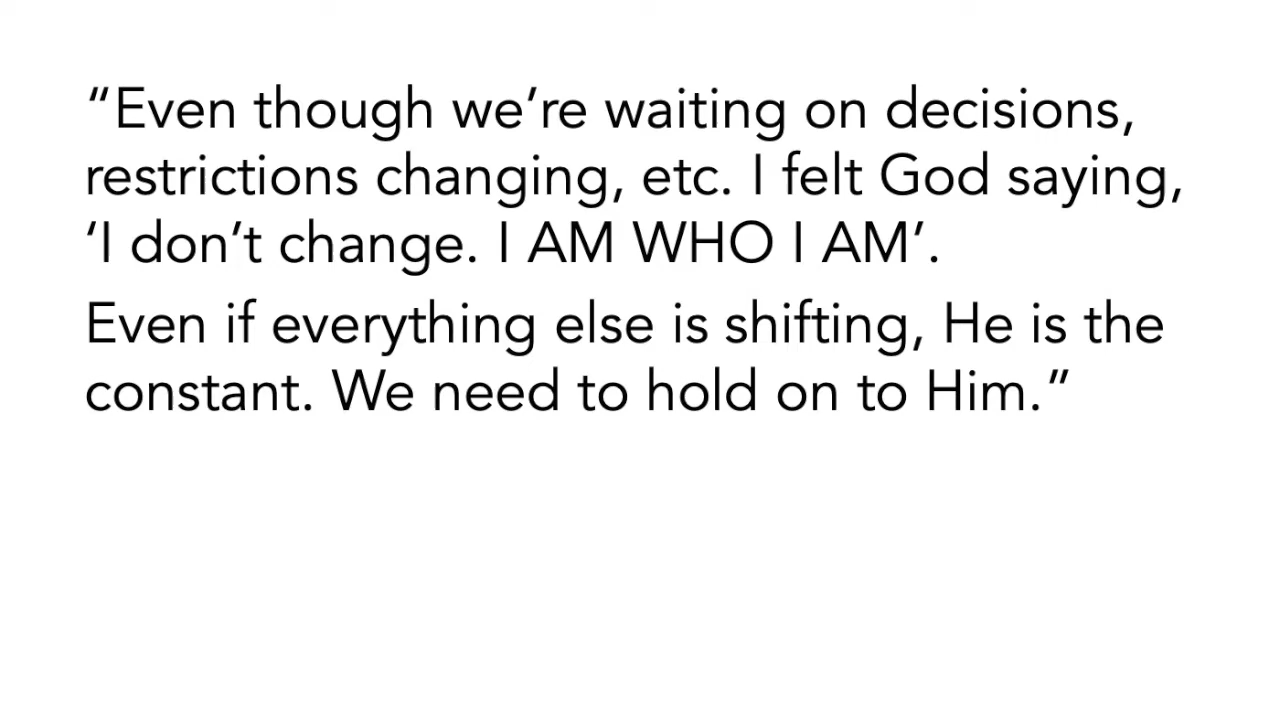 “Even though we’re waiting on decisions,
restrictions changing, etc. I felt God saying,
‘I don’t change. I AM WHO I AM’.
Even if everything else is shifting, He is the
constant. We need to hold on to Him.”